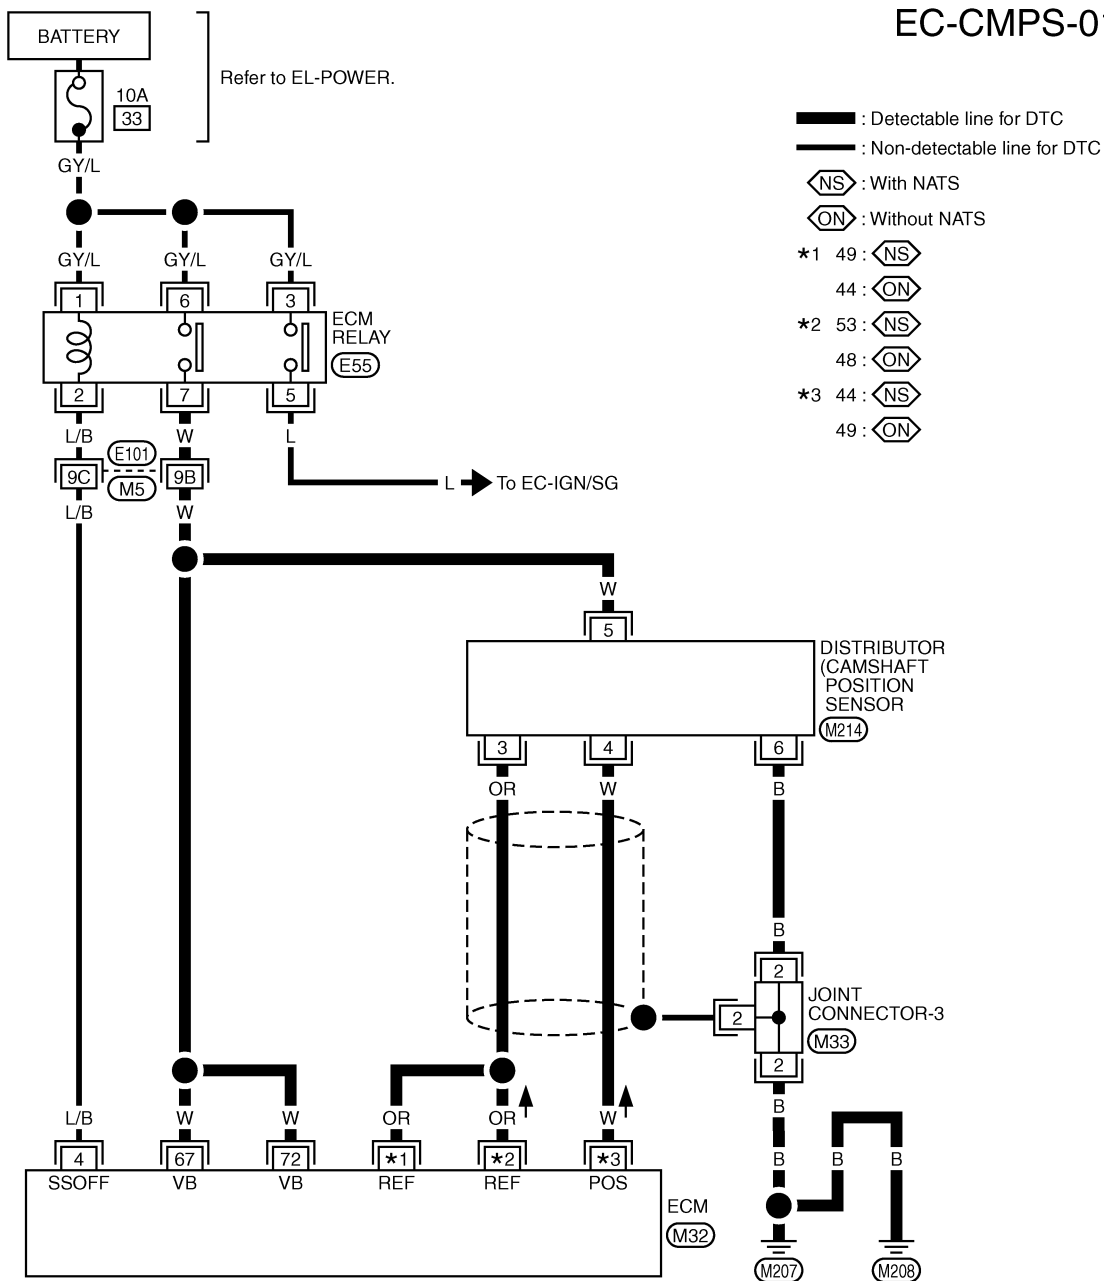 EC-CMPS-01
BATTERY
Refer to EL-POWER.
10A
33
: Detectable line for DTC
: Non-detectable line for DTC
NS : With NATS
ON : Without NATS
*1 49 : NS
44 : ON
*2 53 : NS
48 : ON
*3 44 : NS
49 : ON
GY/L
GY/L GY/L GY/L
1 6 3
ECM
RELAY
E55
2 7 5
L/B W L
E101
9C 9B
M5
L To EC-IGN/SG
L/B W
W
5
DISTRIBUTOR
(CAMSHAFT
POSITION
SENSOR
M214
3 4 6
OR W B
B
2
JOINT
CONNECTOR-3
2
M33
2
B
L/B W W OR OR W
B B B
4 67 72 *1 *2 *3
SSOFF VB VB REF REF POS
ECM
M32
M207 M208